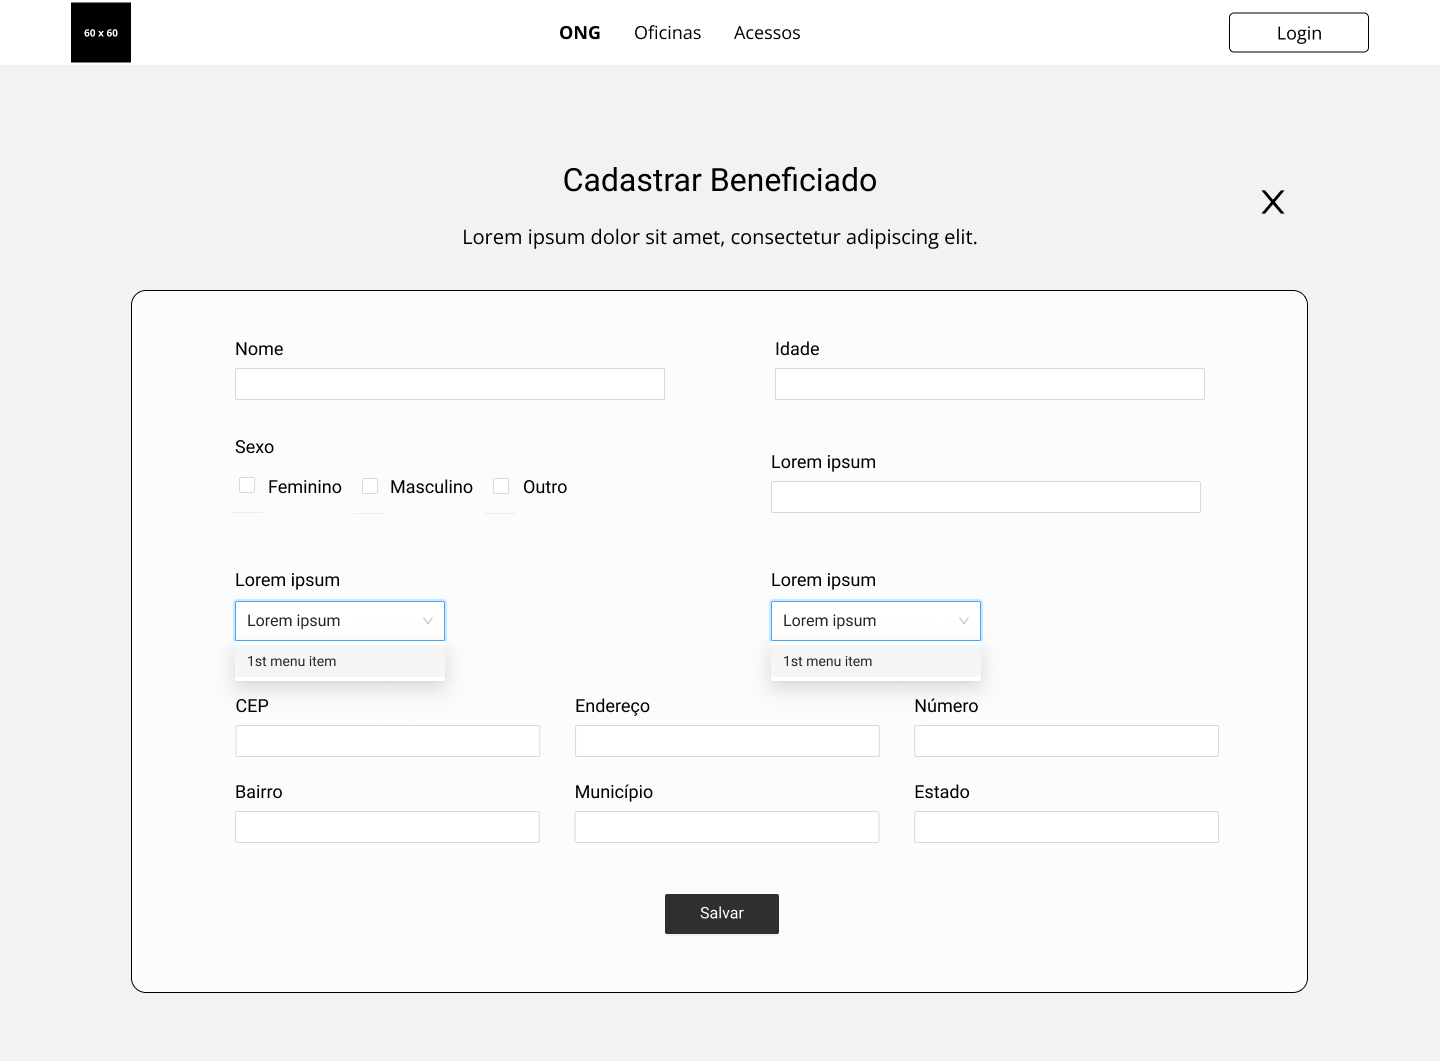 60 x 60
ONG Oficinas Acessos Login
Cadastrar Beneficiado
X
Lorem ipsum dolor sit amet, consectetur adipiscing elit.
Nome Idade
Sexo
Lorem ipsum
Feminino Masculino Outro
Lorem ipsum Lorem ipsum
Lorem ipsum Lorem ipsum
1st menu item 1st menu item
CEP Endereço Número
Bairro Município Estado
Salvar